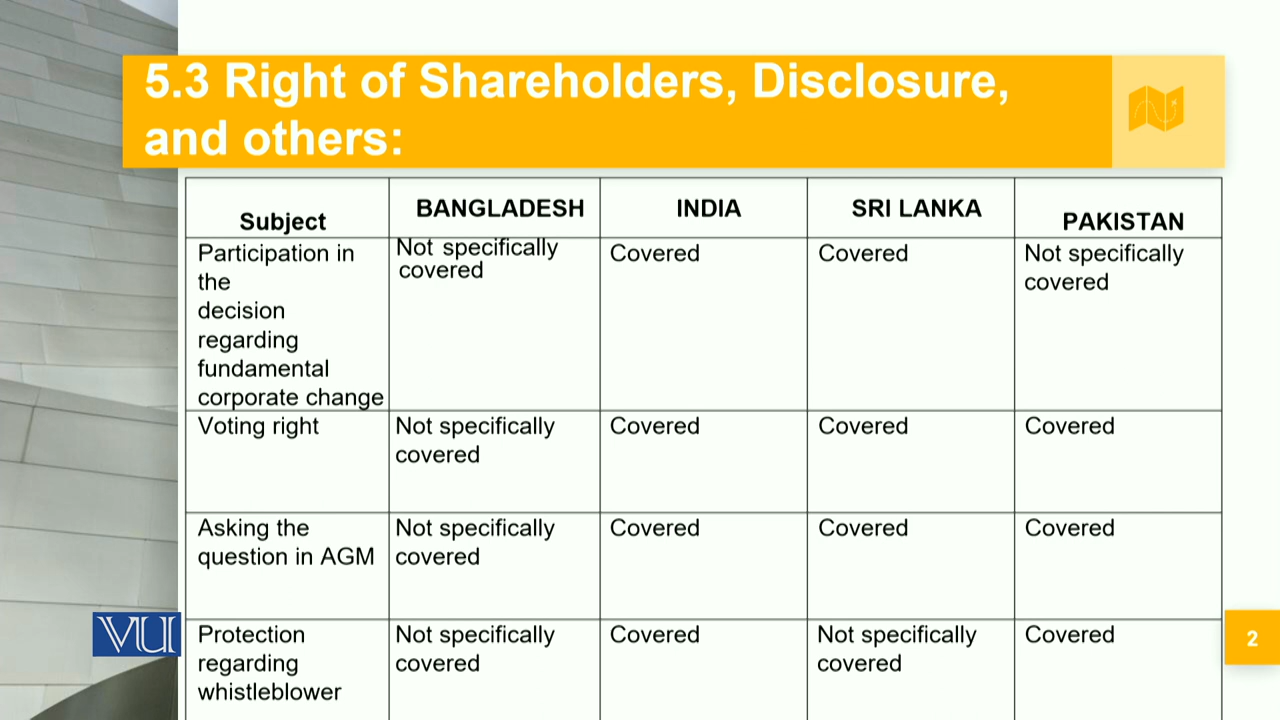 5.3 Right of Shareholders, Disclosure,
and others:
Subject
BANGLADESH
INDIA
SRI LANKA
PAKISTAN
Participation in
the
decision
regarding
fundamental
corporate change
Not specifically
covered
Covered
Covered
Not specifically
covered
Voting right
Not specifically
covered
Covered
Covered
Covered
Asking the
question in AGM
Not specifically
covered
Covered
Covered
Covered
Protection
regarding
whistleblower
Not specifically
covered
Covered
Not specifically
covered
Covered
VU
2